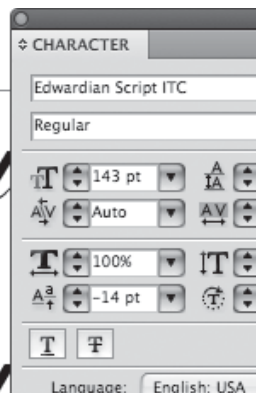 CHARACTER
Edwardian Script ITC
Regular
143 pt
Auto
100%
-14 pt
T T
Language: English: USA